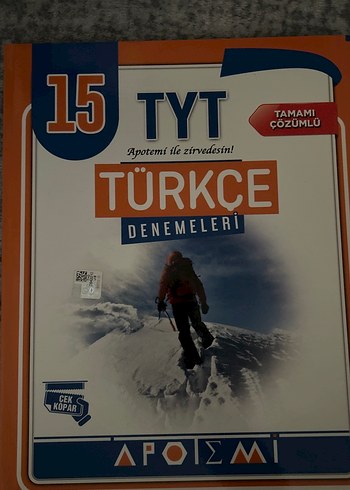 15
TYT
TAMAMI
ÇÖZÜMLÜ
Apotemi ile zirvedesin!
TÜRKÇE
DENEMELERİ
ÇEK
KOPAR
APOTEMİ